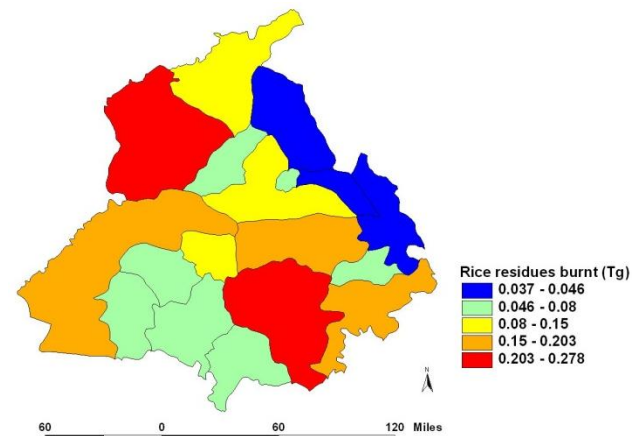 Rice residues burnt (Tg)
0.037 - 0.046
0.046 - 0.08
0.08 - 0.15
0.15 - 0.203
0.203 - 0.278
N
60 0 60 120 Miles